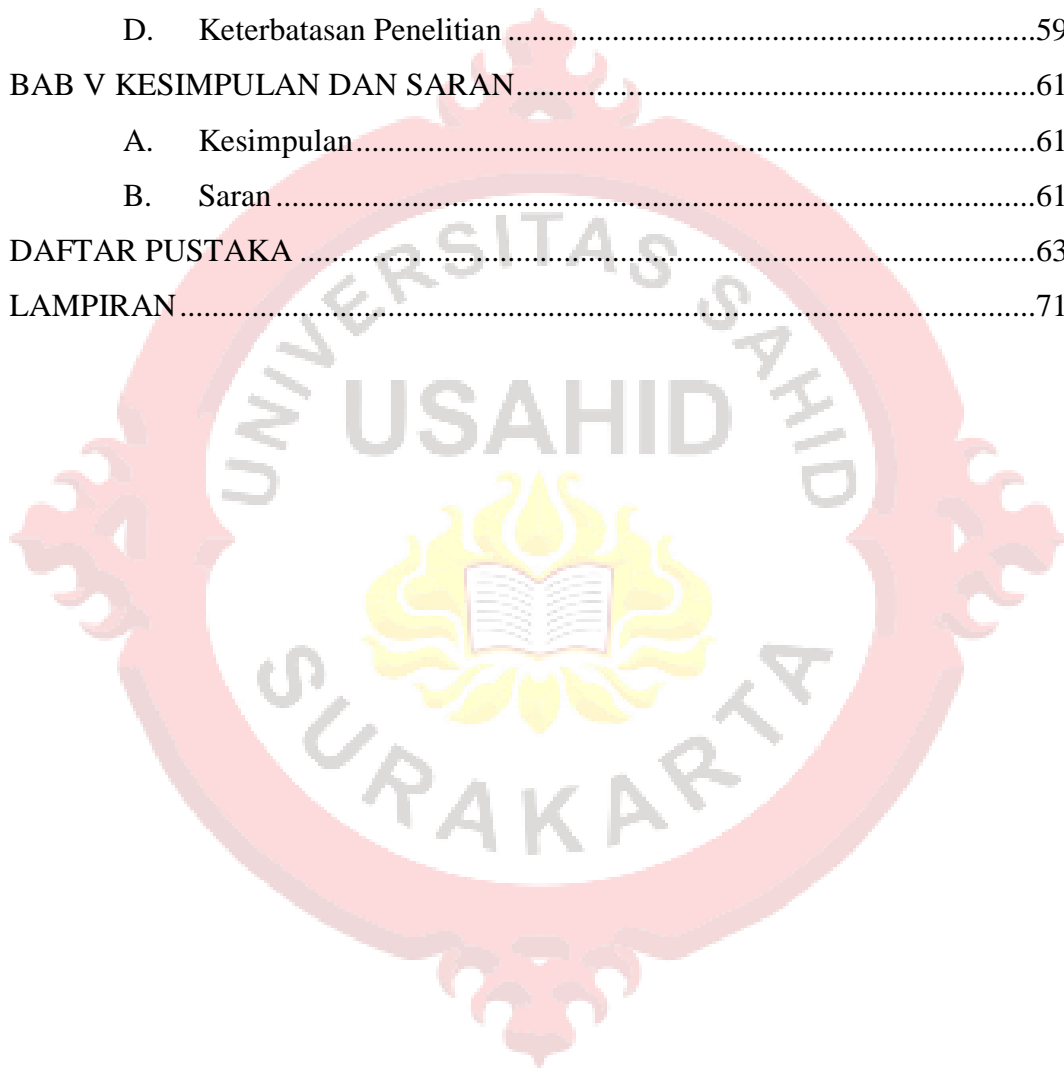 D. Keterbatasan Penelitian ........................................................................59
BAB V KESIMPULAN DAN SARAN.......................................................................61
A. Kesimpulan.............................................................................................61
B. Saran.......................................................................................................61
DAFTAR PUSTAKA ....................................................................................................63
LAMPIRAN...................................................................................................................71
UNIVERSITAS SAHID
USAHID
SURAKARTA